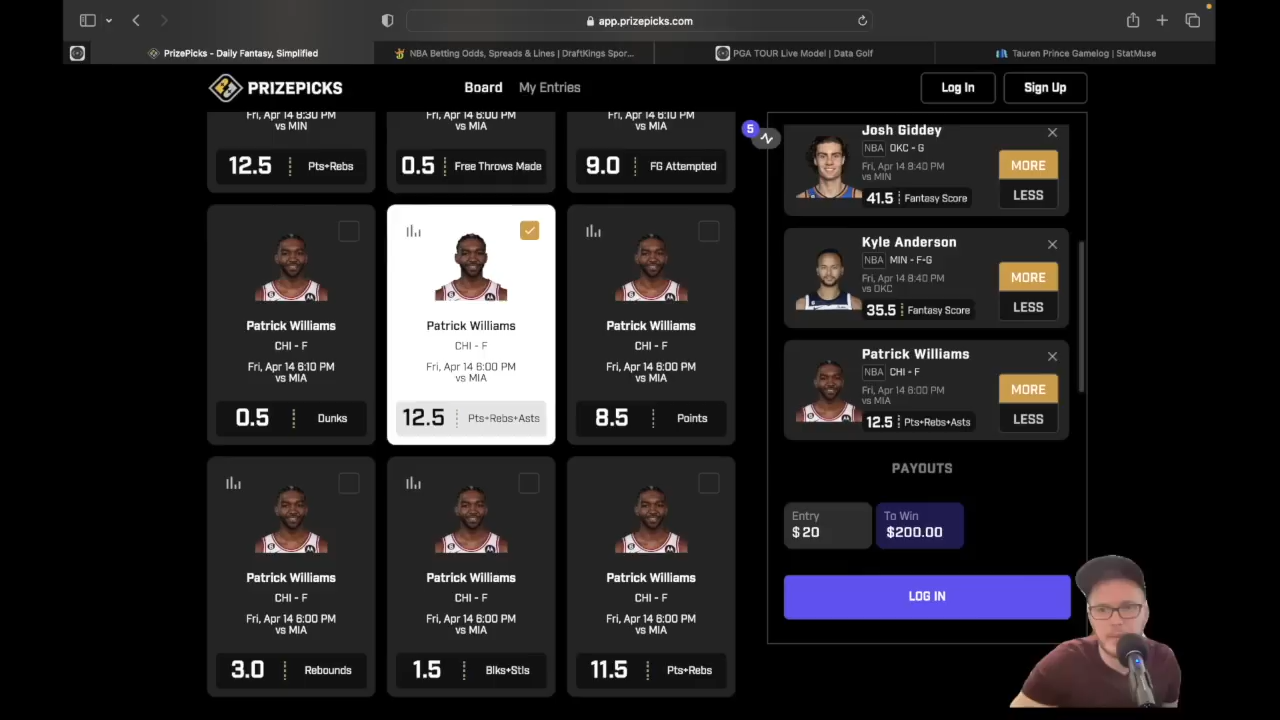 app.prizepicks.com
PrizePicks - Daily Fantasy, Simplified
NBA Betting Odds, Spreads & Lines | DraftKings Spor...
PGA TOUR Live Model | Data Golf
Tauren Prince Gamelog | StatMuse
PRIZEPICKS
Board
My Entries
Log In
Sign Up
Fri, Apr 14 8:30 PM
vs MIN
12.5
Pts+Rebs
Fri, Apr 14 6:00 PM
vs MIA
0.5
Free Throws Made
Fri, Apr 14 6:10 PM
vs MIA
9.0
FG Attempted
Patrick Williams
CHI - F
Fri, Apr 14 6:10 PM
vs MIA
0.5
Dunks
Patrick Williams
CHI - F
Fri, Apr 14 6:00 PM
vs MIA
12.5
Pts+Rebs+Asts
Patrick Williams
CHI - F
Fri, Apr 14 6:00 PM
vs MIA
8.5
Points
Patrick Williams
CHI - F
Fri, Apr 14 6:00 PM
vs MIA
3.0
Rebounds
Patrick Williams
CHI - F
Fri, Apr 14 6:00 PM
vs MIA
1.5
Blks+Stls
Patrick Williams
CHI - F
Fri, Apr 14 6:00 PM
vs MIA
11.5
Pts+Rebs
5
Josh Giddey
NBA OKC - G
Fri, Apr 14 8:40 PM
vs MIN
41.5 Fantasy Score
MORE
LESS
Kyle Anderson
NBA MIN - F-G
Fri, Apr 14 8:40 PM
vs OKC
35.5 Fantasy Score
MORE
LESS
Patrick Williams
NBA CHI - F
Fri, Apr 14 6:00 PM
vs MIA
12.5 Pts+Rebs+Asts
MORE
LESS
PAYOUTS
Entry
$20
To Win
$200.00
LOG IN